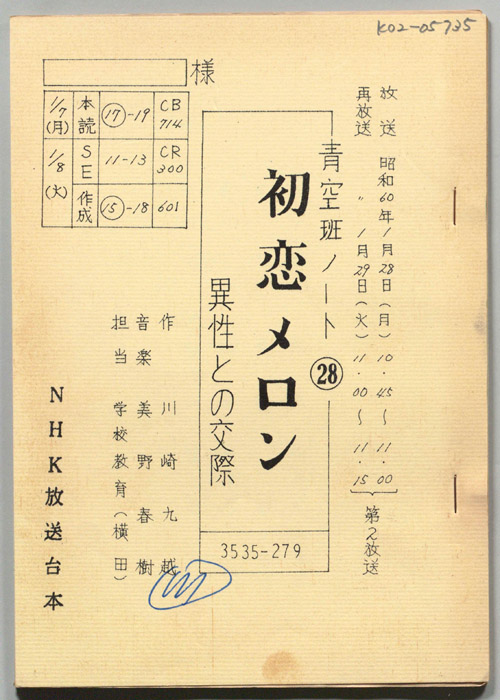 K02-05735
放送 昭和60年1月28日(月) 10.45〜11.00
再放送 〃 1月29日(火) 11.00〜11.15
第2放送
青空班ノート ㉘
初恋メロン
異性との交際
3535-279
様
1/7(月) 本読 ⑰-19 CB714
1/8(火) SE 11-13 CR300
作成 ⑮-18 601
作 川崎九越
音楽 美野春樹
担当 学校教育(横田)
NHK放送台本